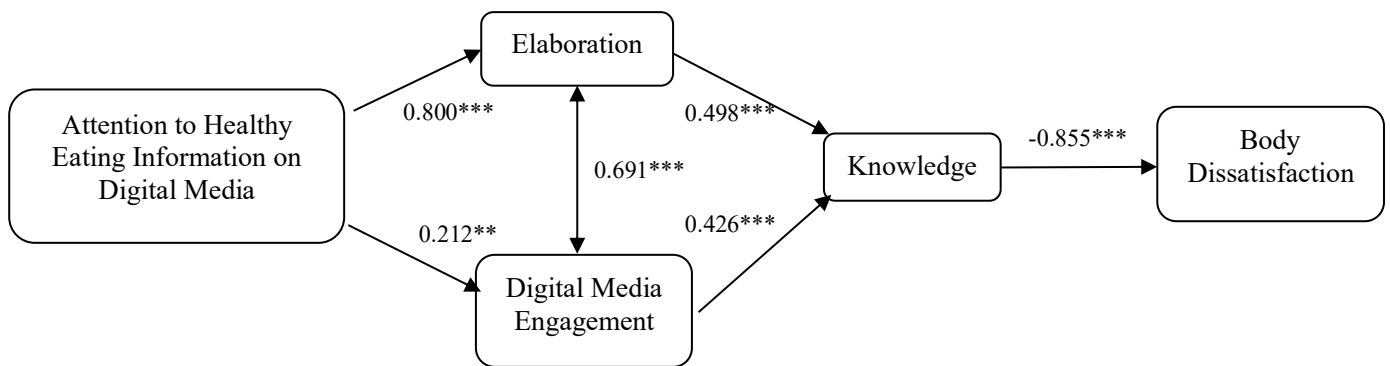 Elaboration
0.800***
0.498***
Attention to Healthy
Eating Information on
Digital Media
0.691***
Knowledge
-0.855***
Body
Dissatisfaction
0.212**
0.426***
Digital Media
Engagement